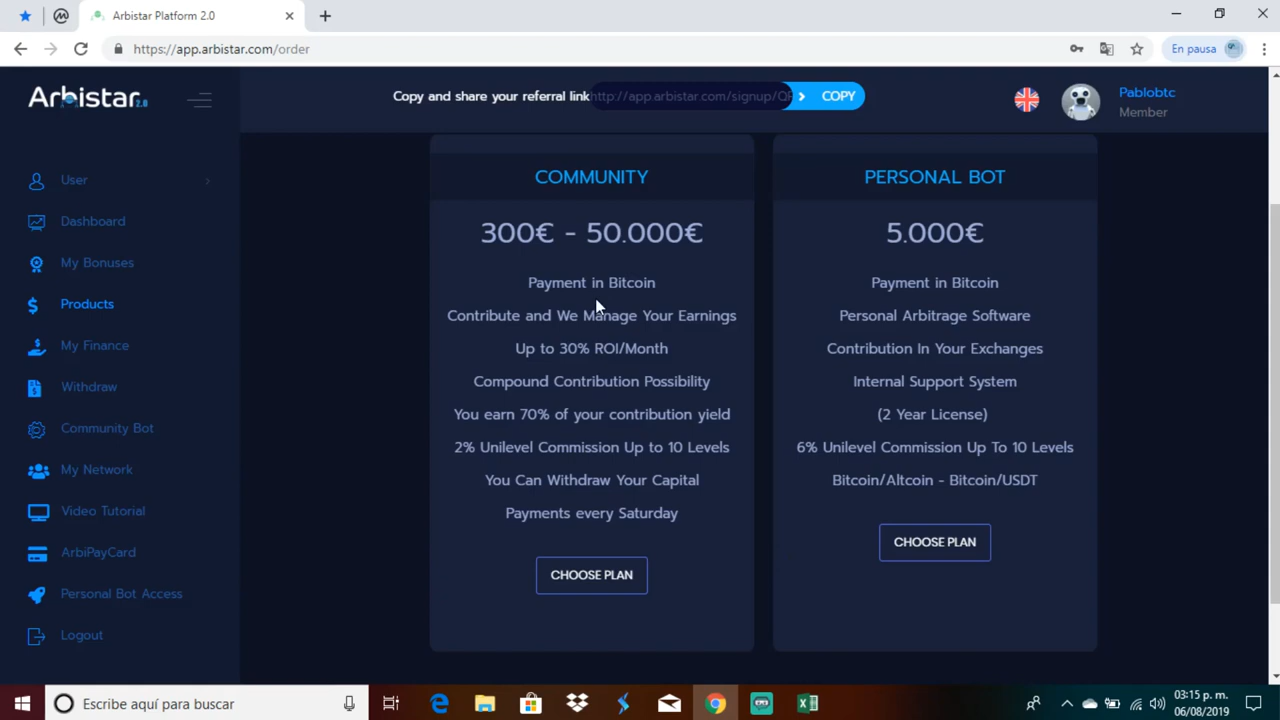 Arbistar Platform 2.0
https://app.arbistar.com/order
En pausa
Arbistar 2.0
Copy and share your referral link
http://app.arbistar.com/signup/
COPY
Pablobtc
Member
User
Dashboard
My Bonuses
Products
My Finance
Withdraw
Community Bot
My Network
Video Tutorial
ArbiPayCard
Personal Bot Access
Logout
COMMUNITY
300€ - 50.000€
Payment in Bitcoin
Contribute and We Manage Your Earnings
Up to 30% ROI/Month
Compound Contribution Possibility
You earn 70% of your contribution yield
2% Unilevel Commission Up to 10 Levels
You Can Withdraw Your Capital
Payments every Saturday
CHOOSE PLAN
PERSONAL BOT
5.000€
Payment in Bitcoin
Personal Arbitrage Software
Contribution In Your Exchanges
Internal Support System
(2 Year License)
6% Unilevel Commission Up To 10 Levels
Bitcoin/Altcoin - Bitcoin/USDT
CHOOSE PLAN
Escribe aquí para buscar
03:15 p. m.
06/08/2019